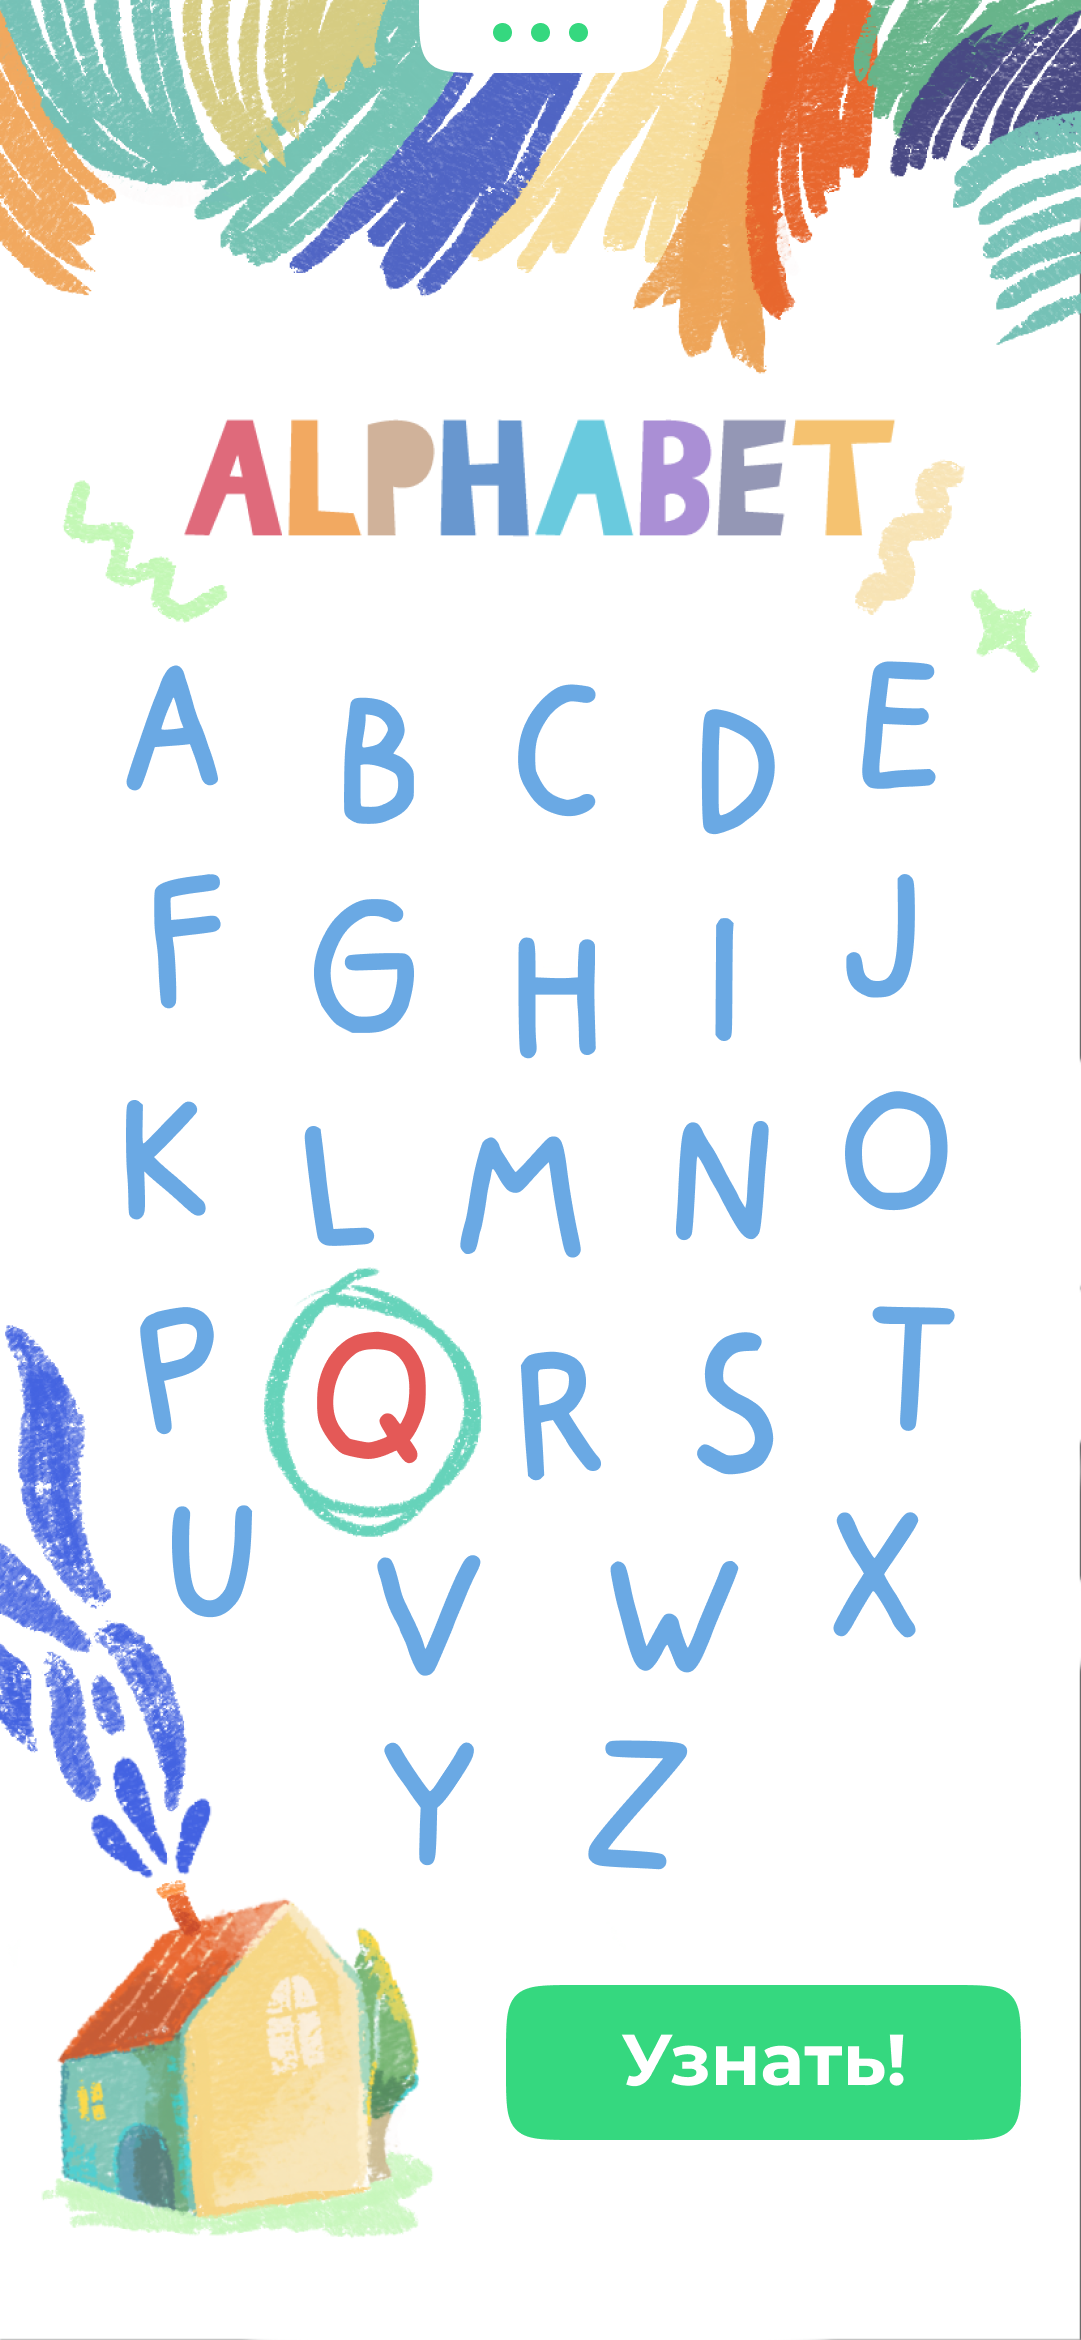 ALPHABET
A B C D E
F G H I J
K L M N O
P Q R S T
U V W X
Y Z
Узнать!